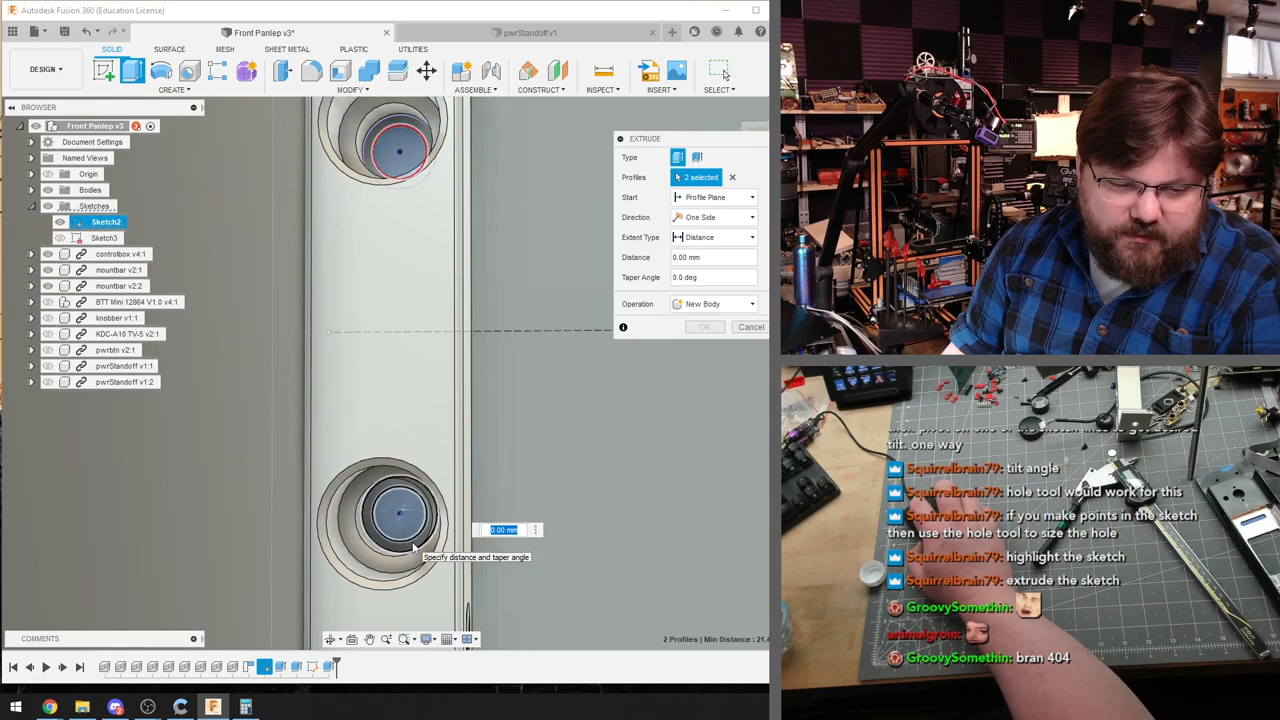 Autodesk Fusion 360 (Education License)
Front Panlep v3*
pwrStandoff v1
DESIGN
SOLID
SURFACE
MESH
SHEET METAL
PLASTIC
UTILITIES
CREATE
MODIFY
ASSEMBLE
CONSTRUCT
INSPECT
INSERT
SELECT
BROWSER
Front Panlep v3
Document Settings
Named Views
Origin
Bodies
Sketches
Sketch2
Sketch3
controlbox v4:1
mountbar v2:1
mountbar v2:2
BTT Mini 12864 V1.0 v4:1
knobber v1:1
KDC-A10 TV-5 v2:1
pwrbtn v2:1
pwrStandoff v1:1
pwrStandoff v1:2
EXTRUDE
Type
Profiles 2 selected
Start Profile Plane
Direction One Side
Extent Type Distance
Distance 0.00 mm
Taper Angle 0.0 deg
Operation New Body
OK Cancel
0.00 mm
Specify distance and taper angle
COMMENTS
2 Profiles | Min Distance : 21.4
tilt. one way
Squirrelbrain79: tilt angle
Squirrelbrain79: hole tool would work for this
Squirrelbrain79: if you make points in the sketch
then use the hole tool to size the hole
Squirrelbrain79: highlight the sketch
Squirrelbrain79: extrude the sketch
GroovySomethin:
animalgroin:
GroovySomethin: bran 404